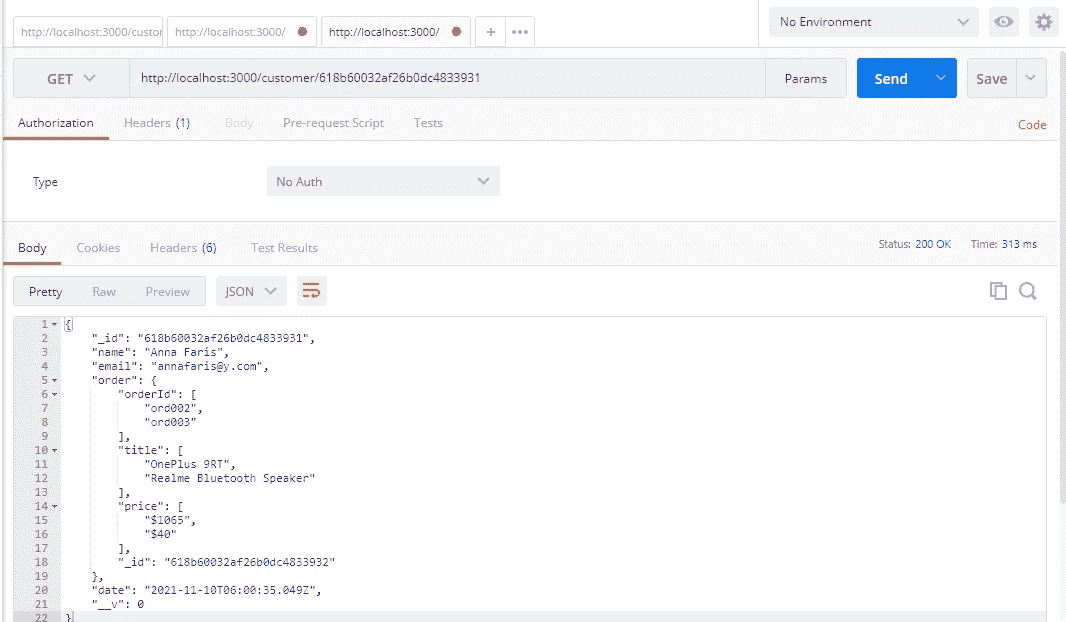 http://localhost:3000/custor
http://localhost:3000/
http://localhost:3000/
+
•••
No Environment
GET
http://localhost:3000/customer/618b60032af26b0dc4833931
Params
Send
Save
Authorization
Headers (1)
Body
Pre-request Script
Tests
Code
Type
No Auth
Body
Cookies
Headers (6)
Test Results
Status: 200 OK
Time: 313 ms
Pretty
Raw
Preview
JSON
1 {
2 "_id": "618b60032af26b0dc4833931",
3 "name": "Anna Faris",
4 "email": "annafaris@y.com",
5 "order": {
6 "orderId": [
7 "ord002",
8 "ord003"
9 ],
10 "title": [
11 "OnePlus 9RT",
12 "Realme Bluetooth Speaker"
13 ],
14 "price": [
15 "$1065",
16 "$40"
17 ],
18 "_id": "618b60032af26b0dc4833932"
19 },
20 "date": "2021-11-10T06:00:35.049Z",
21 "__v": 0
22 }